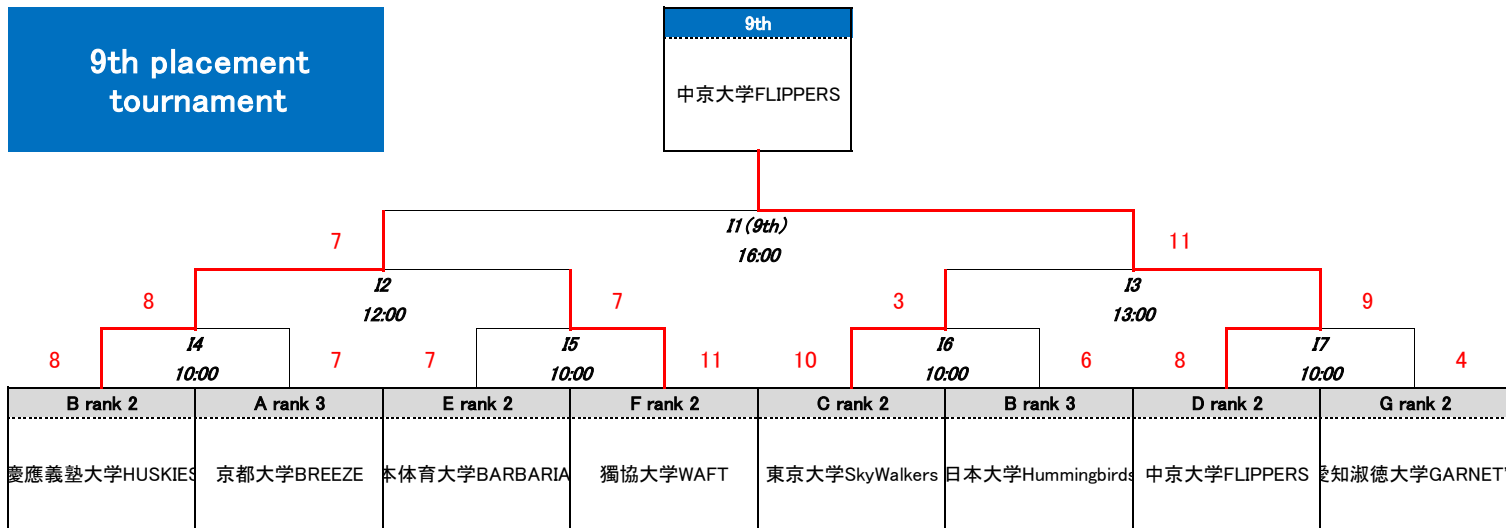 9th placement
tournament
9th
中京大学FLIPPERS
I1(9th)
7
11
16:00
I2
I3
8
7
3
9
12:00
13:00
I4
I5
I6
I7
8
7
7
11
10
6
8
4
10:00
10:00
10:00
10:00
B rank 2
A rank 3
E rank 2
F rank 2
C rank 2
B rank 3
D rank 2
G rank 2
慶應義塾大学HUSKIES
京都大学BREEZE
本体育大学BARBARIA
獨協大学WAFT
東京大学SkyWalkers
日本大学Hummingbirds
中京大学FLIPPERS
愛知淑徳大学GARNET